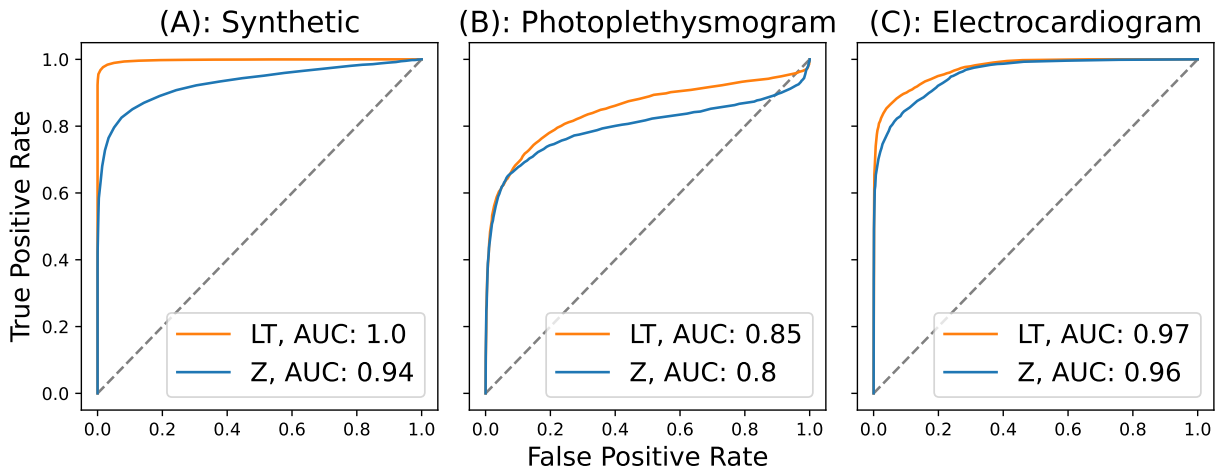 (A): Synthetic
(B): Photoplethysmogram
(C): Electrocardiogram
True Positive Rate
1.0
0.8
0.6
0.4
0.2
0.0
LT, AUC: 1.0
Z, AUC: 0.94
LT, AUC: 0.85
Z, AUC: 0.8
LT, AUC: 0.97
Z, AUC: 0.96
0.0 0.2 0.4 0.6 0.8 1.0
0.0 0.2 0.4 0.6 0.8 1.0
0.0 0.2 0.4 0.6 0.8 1.0
False Positive Rate